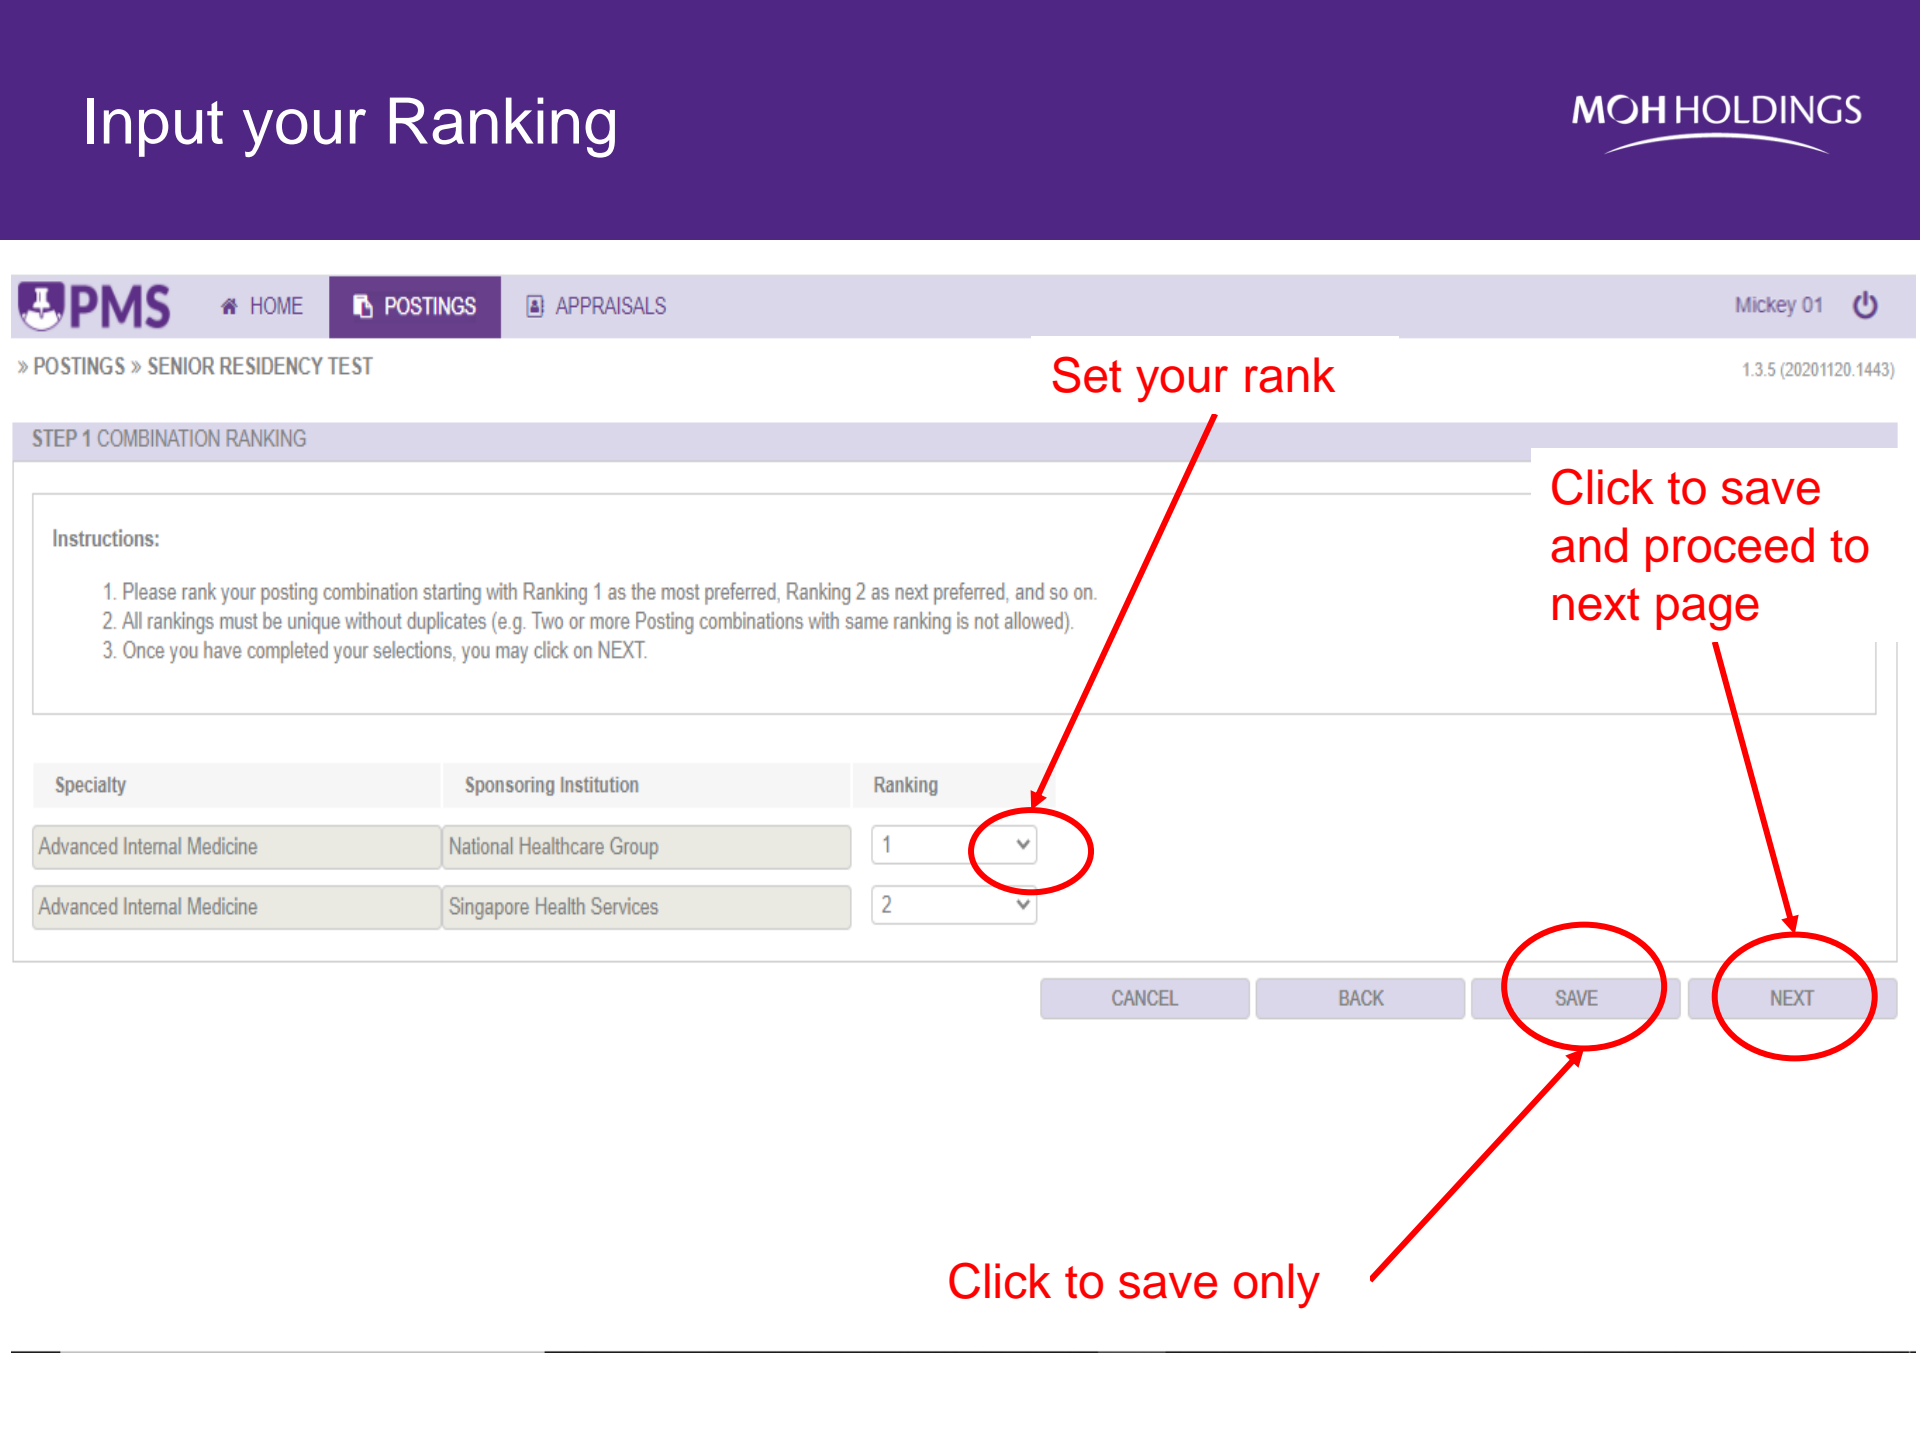 Input your Ranking
MOH HOLDINGS
PMS HOME POSTINGS APPRAISALS Mickey 01
» POSTINGS » SENIOR RESIDENCY TEST
Set your rank
1.3.5 (20201120.1443)
STEP 1 COMBINATION RANKING
Click to save
and proceed to
next page
Instructions:
1. Please rank your posting combination starting with Ranking 1 as the most preferred, Ranking 2 as next preferred, and so on.
2. All rankings must be unique without duplicates (e.g. Two or more Posting combinations with same ranking is not allowed).
3. Once you have completed your selections, you may click on NEXT.
Specialty Sponsoring Institution Ranking
Advanced Internal Medicine National Healthcare Group 1
Advanced Internal Medicine Singapore Health Services 2
CANCEL BACK SAVE NEXT
Click to save only